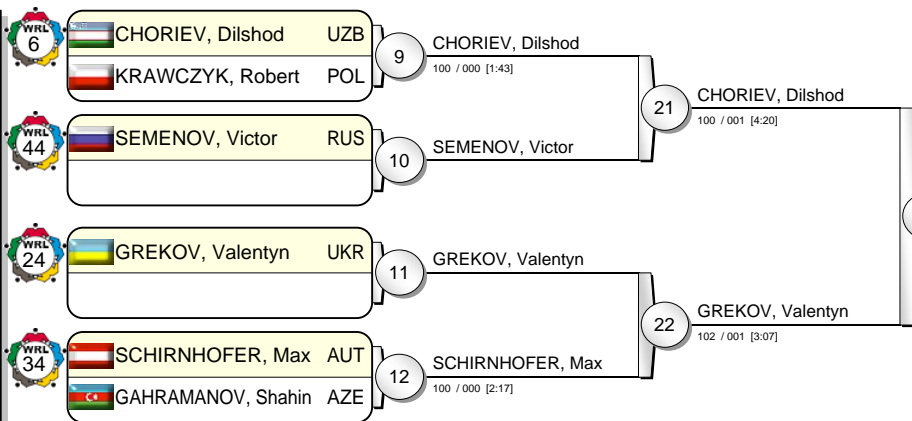 WRL
6
CHORIEV, Dilshod UZB
KRAWCZYK, Robert POL
9
CHORIEV, Dilshod
100 / 000 [1:43]
21
CHORIEV, Dilshod
100 / 001 [4:20]
WRL
44
SEMENOV, Victor RUS
10
SEMENOV, Victor
WRL
24
GREKOV, Valentyn UKR
11
GREKOV, Valentyn
22
GREKOV, Valentyn
102 / 001 [3:07]
WRL
34
SCHIRNHOFER, Max AUT
GAHRAMANOV, Shahin AZE
12
SCHIRNHOFER, Max
100 / 000 [2:17]